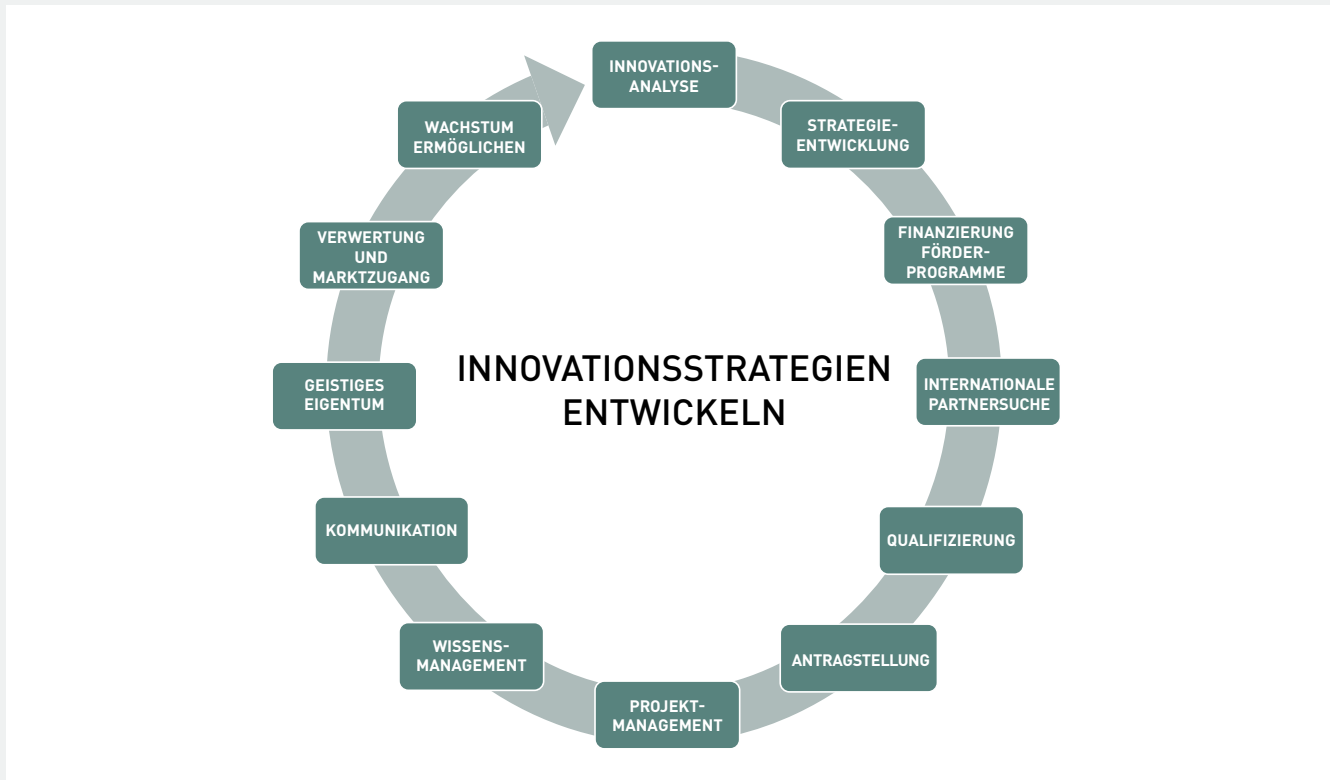 INNOVATIONS-
ANALYSE
STRATEGIE-
ENTWICKLUNG
FINANZIERUNG
FÖRDER-
PROGRAMME
INTERNATIONALE
PARTNERSUCHE
QUALIFIZIERUNG
ANTRAGSTELLUNG
PROJEKT-
MANAGEMENT
WISSENS-
MANAGEMENT
KOMMUNIKATION
GEISTIGES
EIGENTUM
VERWERTUNG
UND
MARKTZUGANG
WACHSTUM
ERMÖGLICHEN
INNOVATIONSSTRATEGIEN
ENTWICKELN